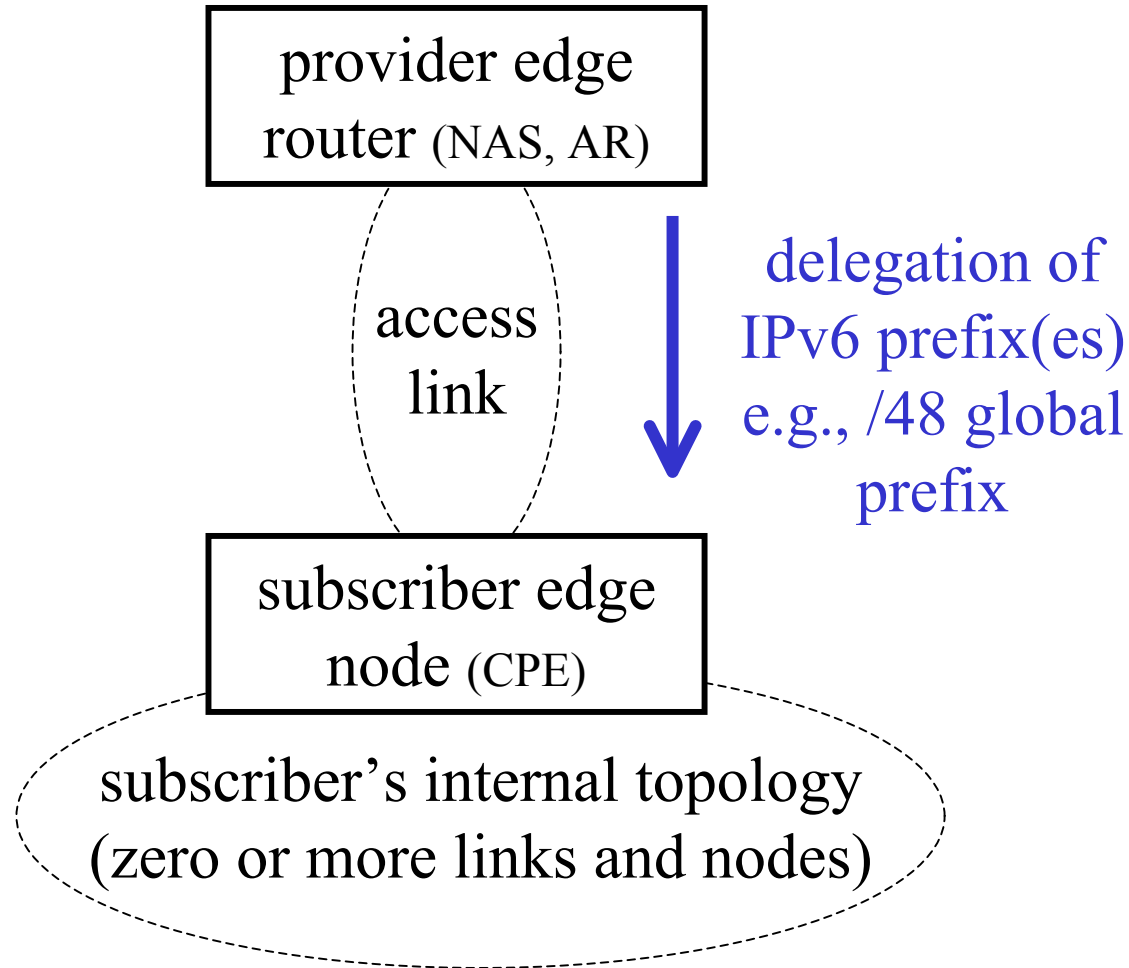 provider edge
router (NAS, AR)
access
link
delegation of
IPv6 prefix(es)
e.g., /48 global
prefix
subscriber edge
node (CPE)
subscriber’s internal topology
(zero or more links and nodes)